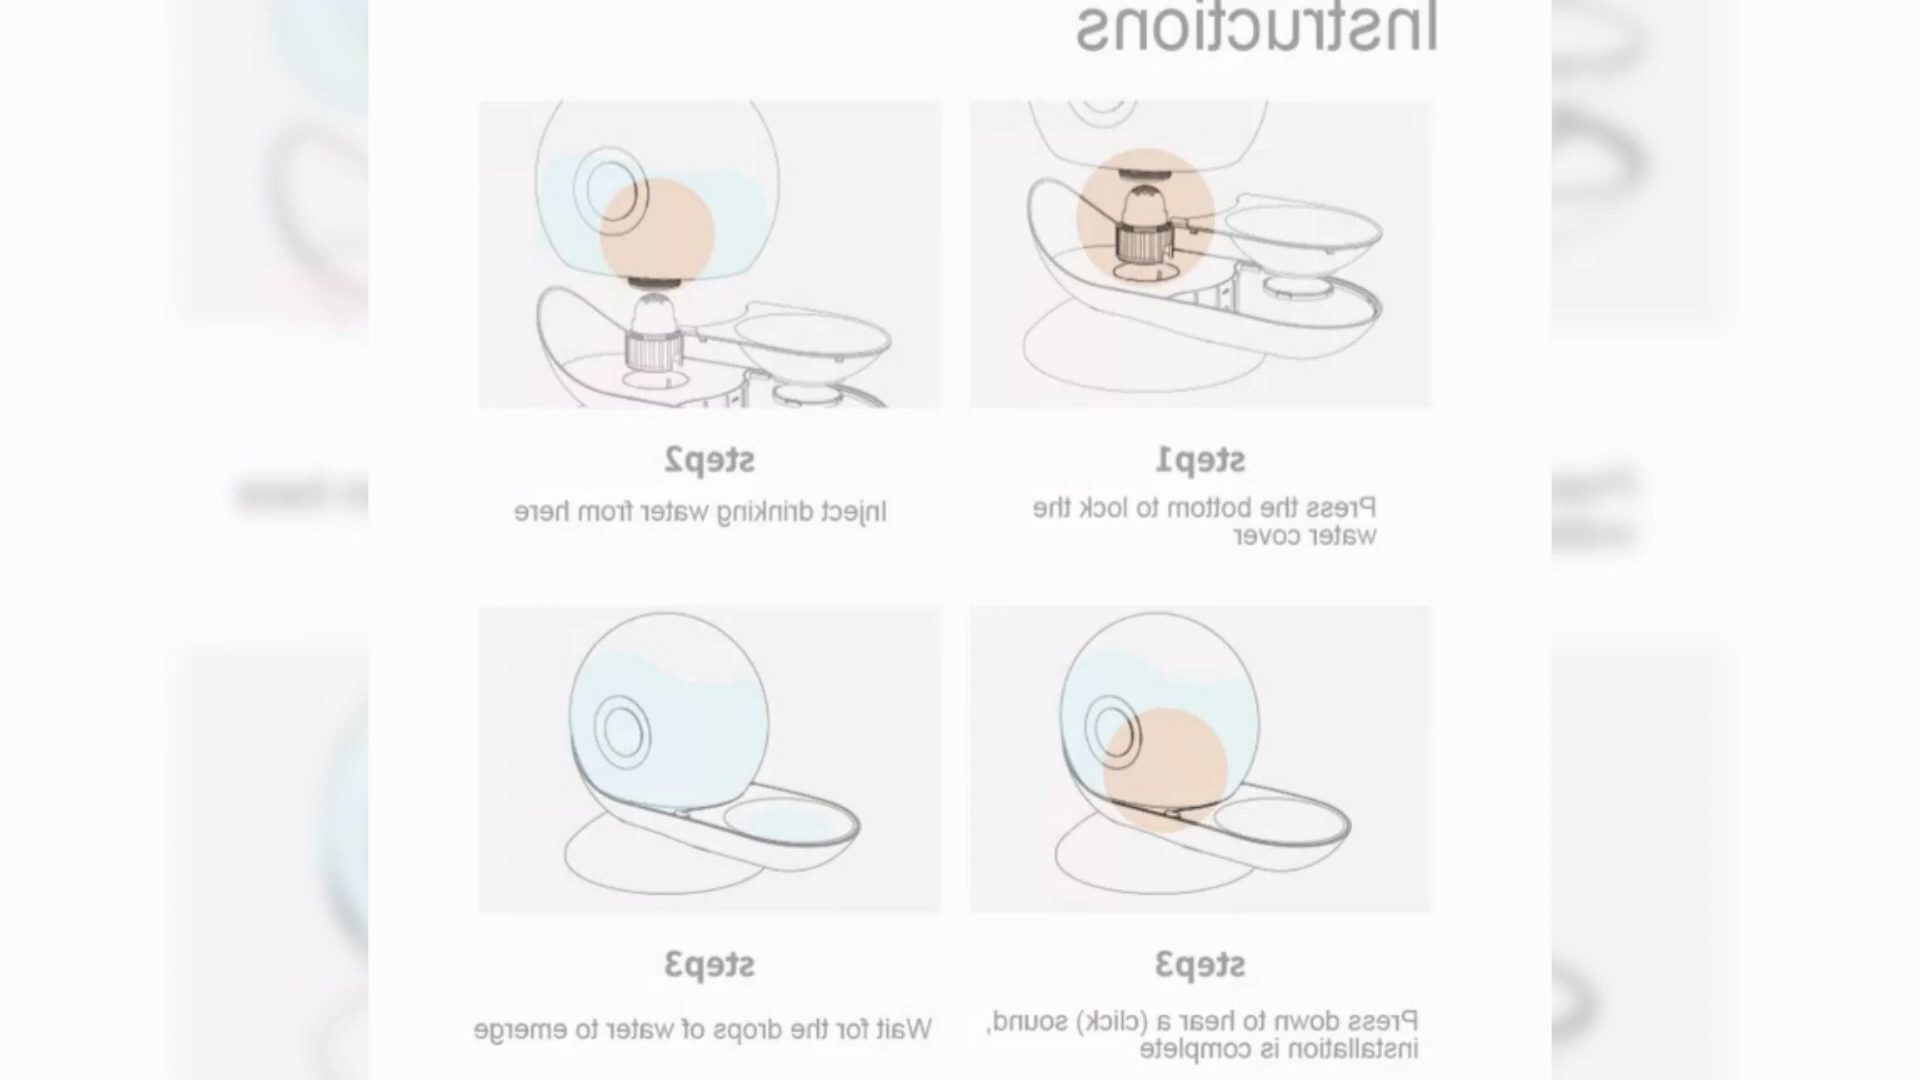 Instructions
step1
Press the bottom to lock the
water cover
step2
Inject drinking water from here
step3
Press down to hear a (click) sound,
installation is complete
step3
Wait for the drops of water to emerge